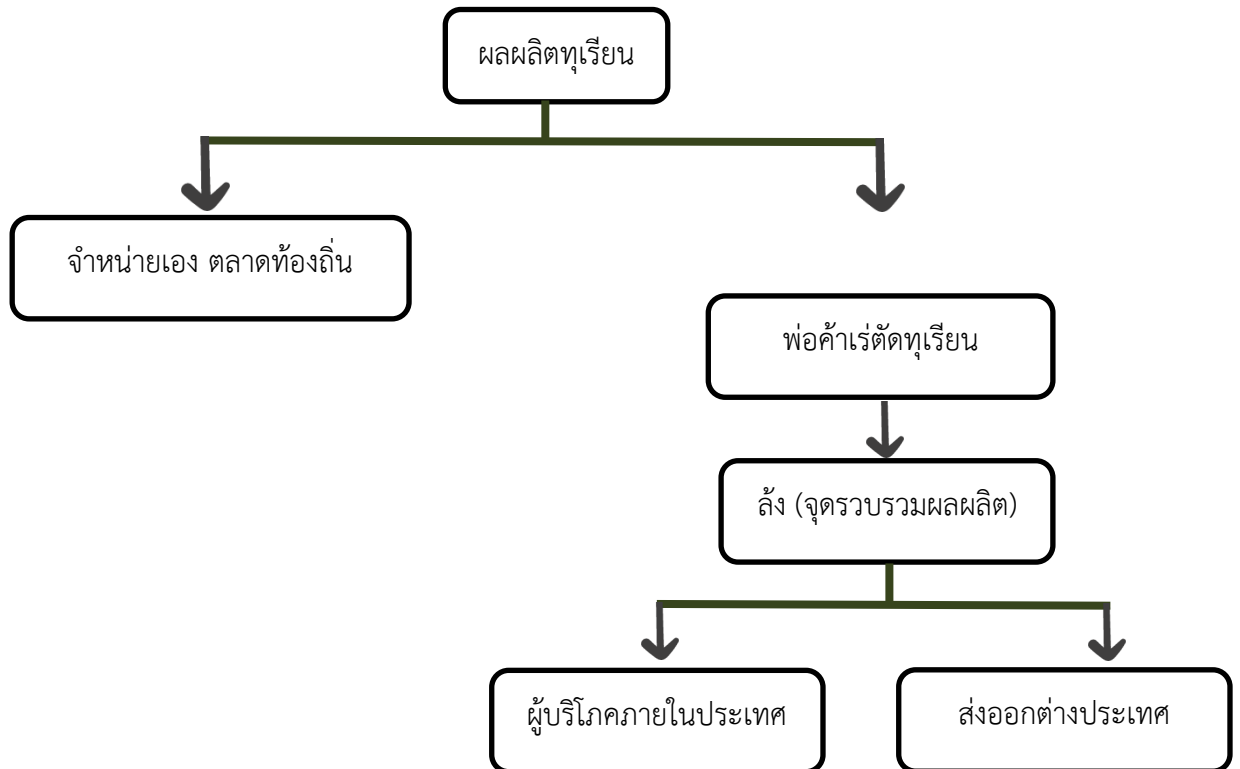 ผลผลิตทุเรียน
จำหน่ายเอง ตลาดท้องถิ่น
พ่อค้าเร่ตัดทุเรียน
ล้ง (จุดรวบรวมผลผลิต)
ผู้บริโภคภายในประเทศ
ส่งออกต่างประเทศ